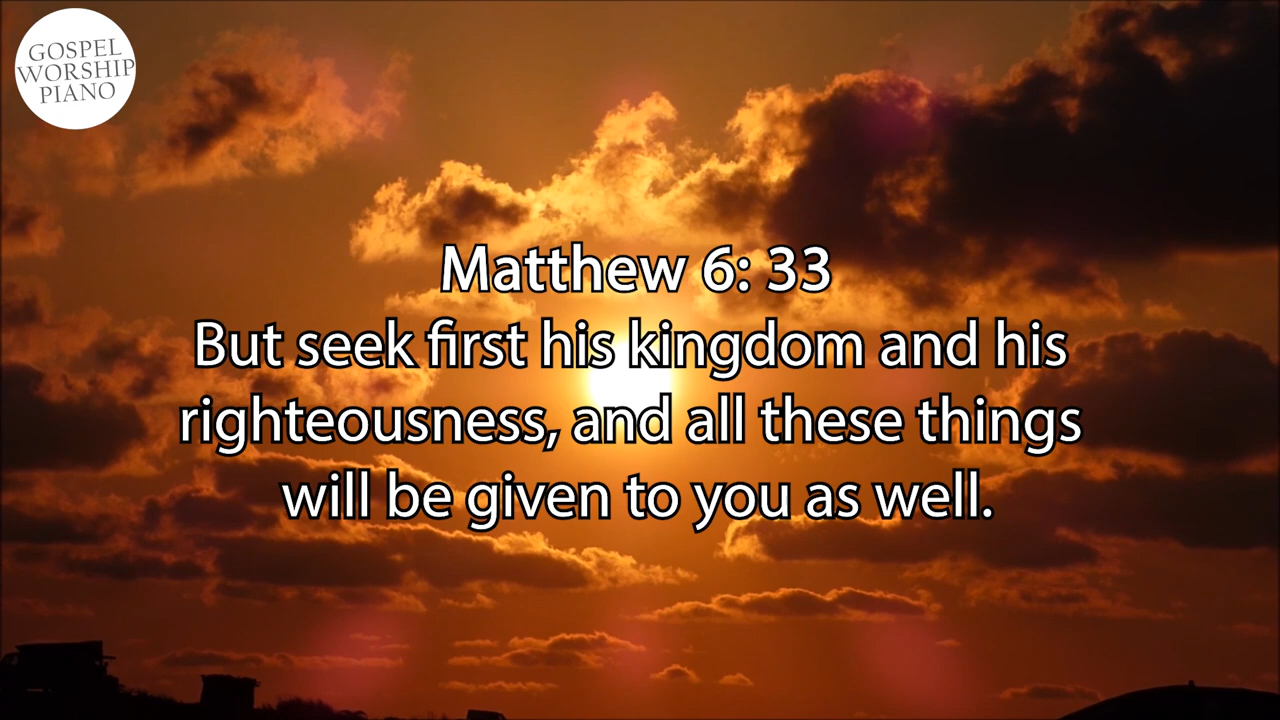 GOSPEL
WORSHIP
PIANO
Matthew 6: 33
But seek first his kingdom and his
righteousness, and all these things
will be given to you as well.